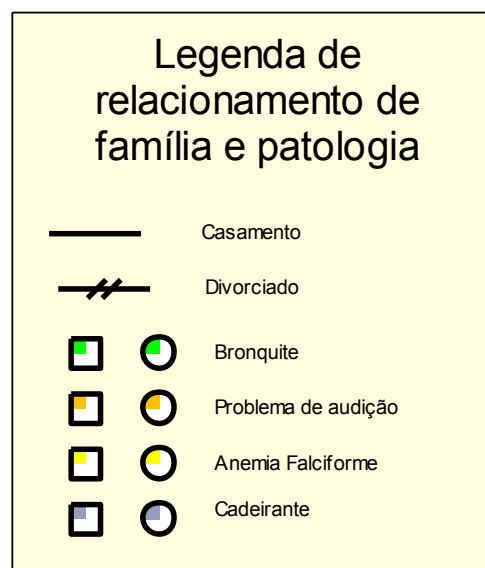 Legenda de
relacionamento de
família e patologia
Casamento
Divorciado
Bronquite
Problema de audição
Anemia Falciforme
Cadeirante